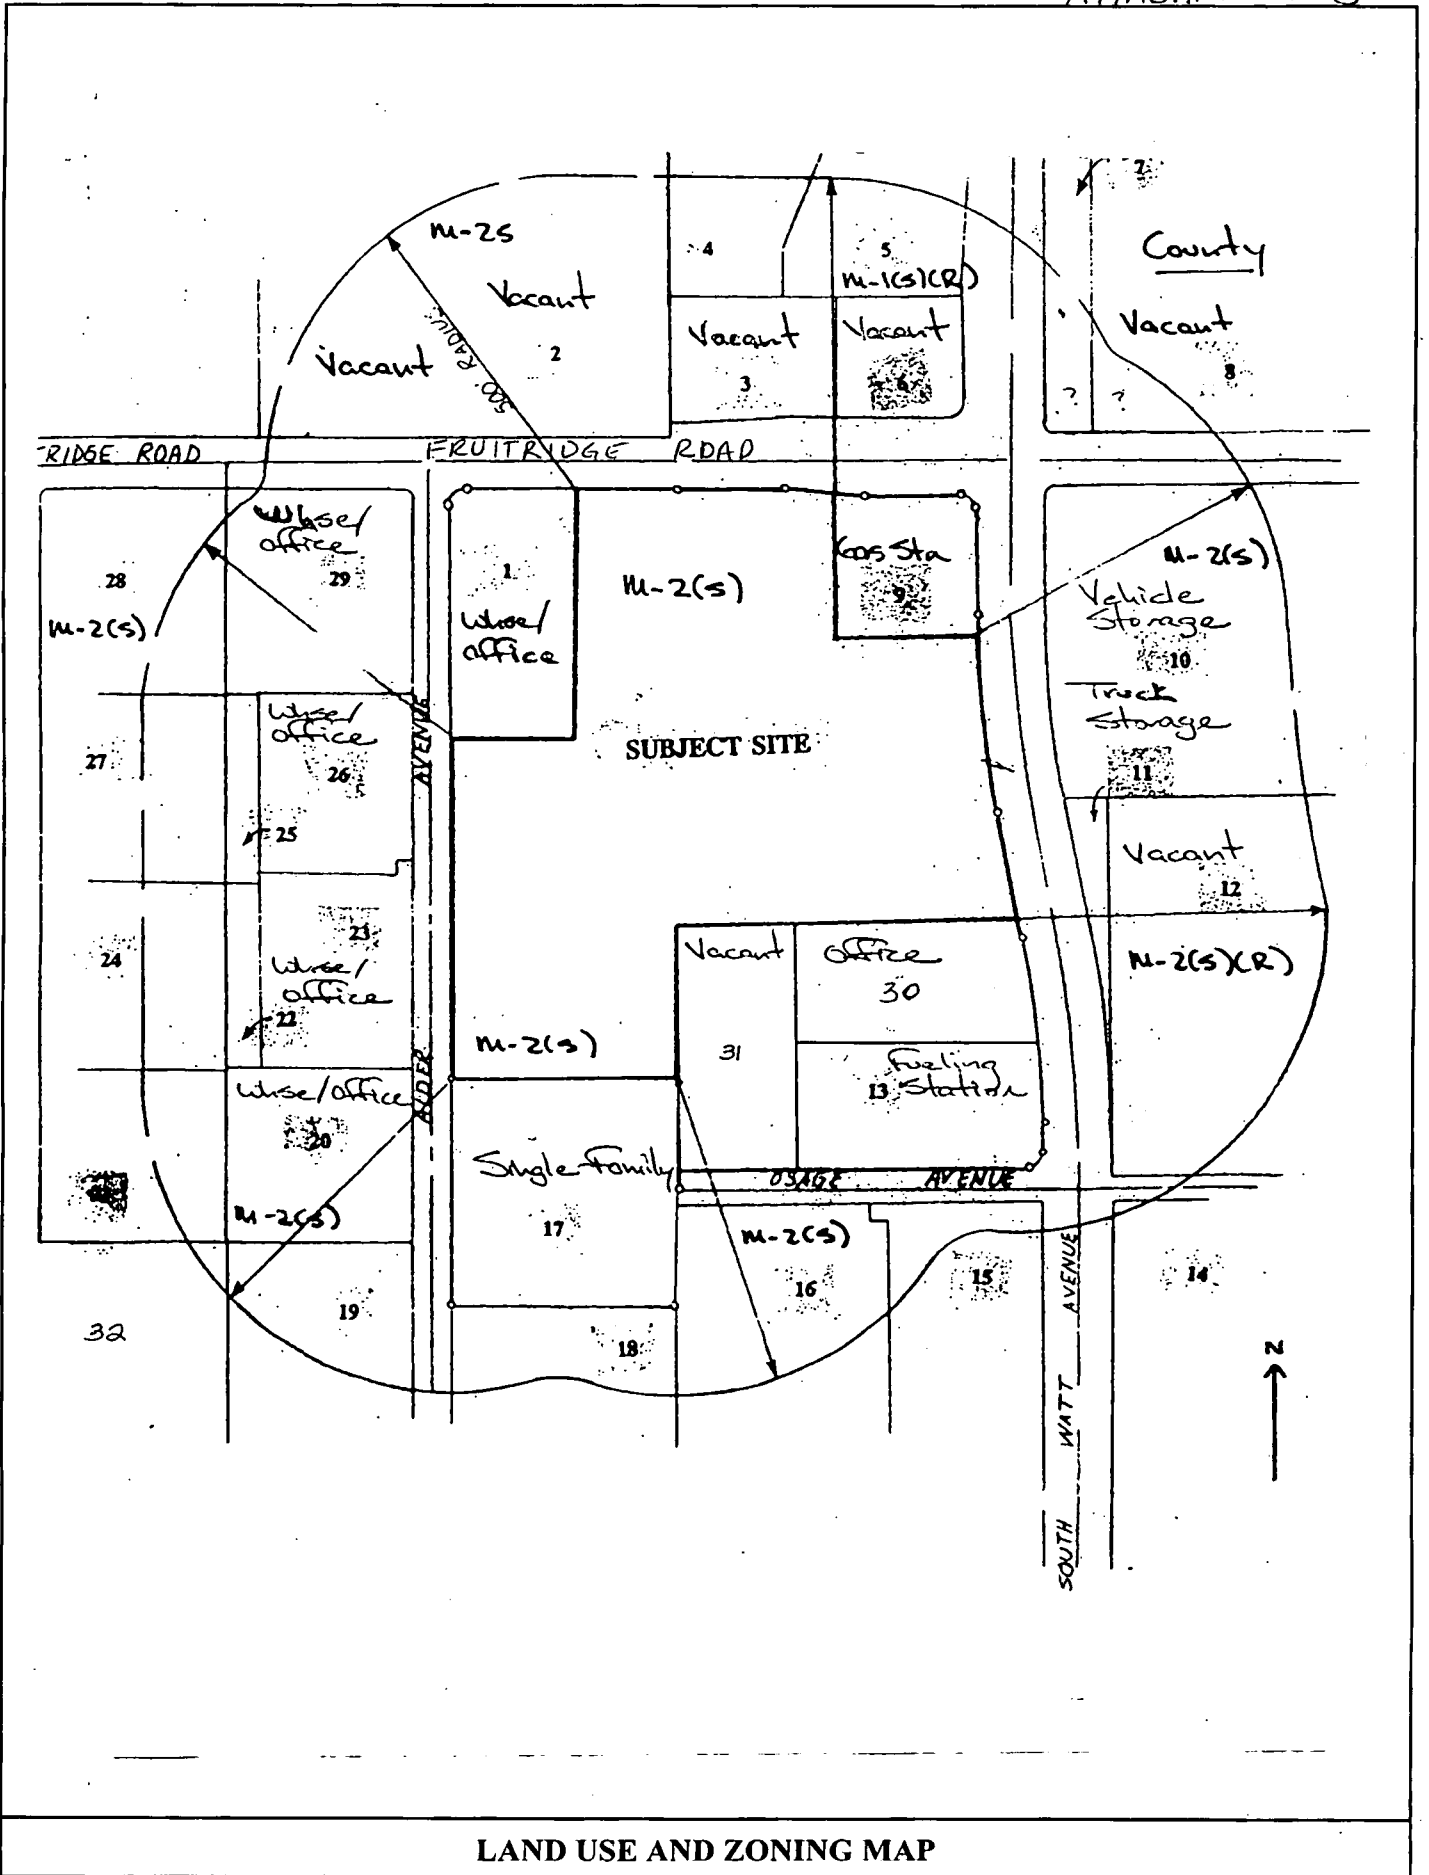 7
County
M-2S
4
5
M-1(S)(R)
Vacant
2
Vacant
500' RADIUS
Vacant
3
Vacant
6
Vacant
8
?
?
RIDGE ROAD
FRUITRIDGE ROAD
Whse/
office
29
28
M-2(S)
1
Whse/
office
M-2(S)
Gas Sta
9
M-2(S)
Vehicle
Storage
10
Truck
Storage
11
Whse/
office
26
27
25
AVENUE
SUBJECT SITE
Vacant
12
23
24
Whse/
office
22
Vacant
31
Office
30
M-2(S)(R)
M-2(S)
Fueling
Station
13
Whse/Office
20
ALDER
Single Family
17
OSAGE AVENUE
M-2(S)
M-2(S)
16
15
14
19
18
32
SOUTH WATT AVENUE
N
LAND USE AND ZONING MAP